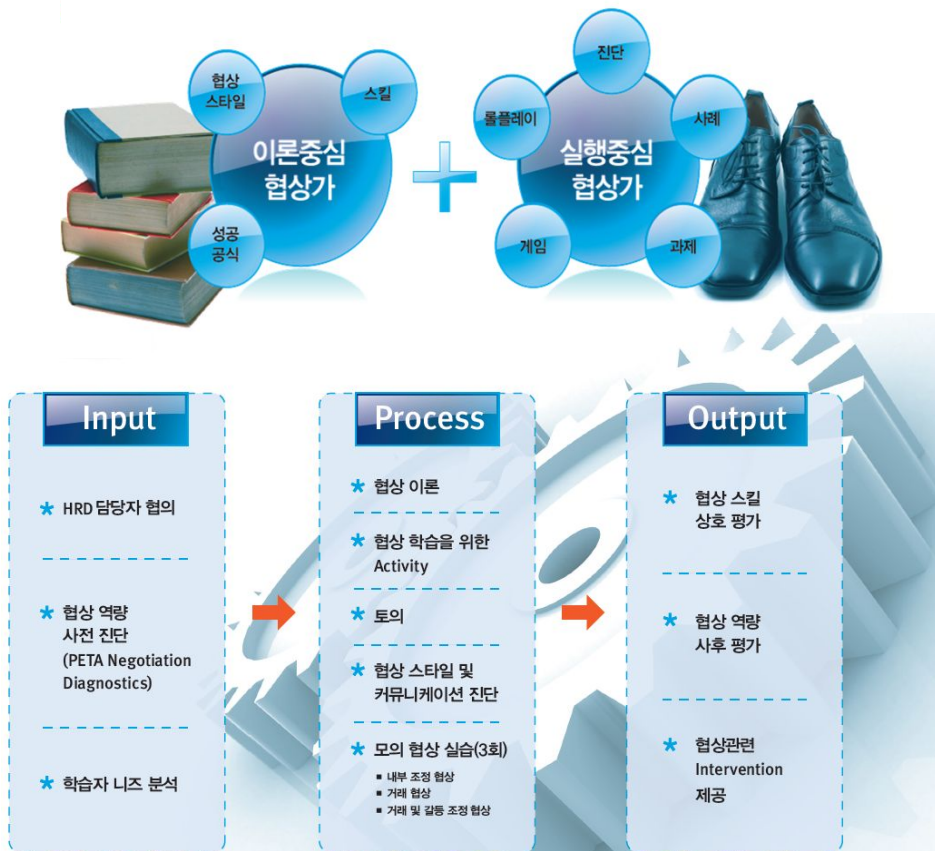 협상
스타일
스킬
이론중심
협상가
성공
공식
진단
롤플레이
사례
실행중심
협상가
게임
과제
Input
* HRD 담당자 협의
* 협상 역량
사전 진단
(PETA Negotiation
Diagnostics)
* 학습자 니즈 분석
Process
* 협상 이론
* 협상 학습을 위한
Activity
* 토의
* 협상 스타일 및
커뮤니케이션 진단
* 모의 협상 실습(3회)
■ 내부 조정 협상
■ 거래 협상
■ 거래 및 갈등 조정 협상
Output
* 협상 스킬
상호 평가
* 협상 역량
사후 평가
* 협상관련
Intervention
제공